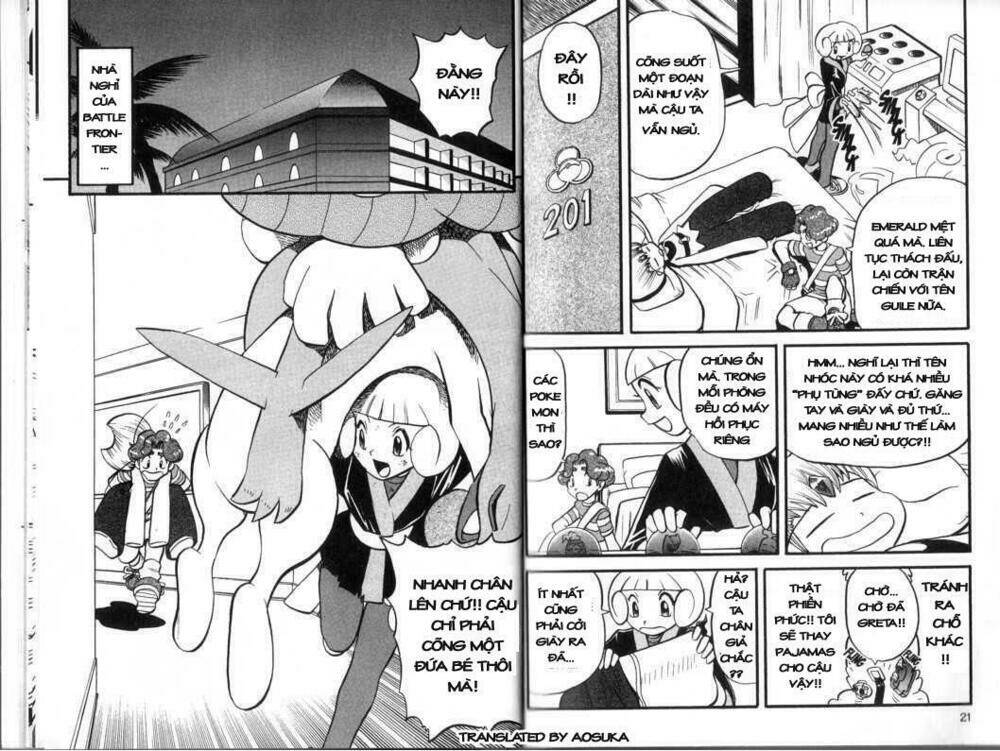 NHÀ
NGHỈ
CỦA
BATTLE
FRON-
TIER
...
ĐẰNG
NÀY!!
NHANH CHÂN
LÊN CHỨ!! CẬU
CHỈ PHẢI
CÕNG MỘT
ĐỨA BÉ THÔI
MÀ!
ĐÂY
RỒI
!!
201
CÕNG SUỐT
MỘT ĐOẠN
DÀI NHƯ VẬY
MÀ CẬU TA
VẪN NGỦ.
EMERALD MỆT
QUÁ MÀ. LIÊN
TỤC THÁCH ĐẤU,
LẠI CÒN TRẬN
CHIẾN VỚI TÊN
GUILE NỮA.
CÁC
POKE
MON
THÌ
SAO?
CHÚNG ỔN
MÀ. TRONG
MỖI PHÒNG
ĐỀU CÓ MÁY
HỒI PHỤC
RIÊNG
HMM... NGHĨ LẠI THÌ TÊN
NHÓC NÀY CÓ KHÁ NHIỀU
"PHỤ TÙNG" ĐẤY CHỨ. GĂNG
TAY VÀ GIÀY VÀ ĐỦ THỨ...
MANG NHIỀU NHƯ THẾ LÀM
SAO NGỦ ĐƯỢC?!!
ÍT NHẤT
CŨNG
PHẢI CỞI
GIÀY RA
ĐÃ...
HẢ?
CẬU
TA
CHÂN
GIẢ
CHẮC?
??
THẬT
PHIỀN
PHỨC!! TÔI
SẼ THAY
PAJAMAS
CHO CẬU
VẬY!!
CHỜ...
CHỜ ĐÃ
GRETA!!
TRÁNH
RA
CHỖ
KHÁC
!!
21
TRANSLATED BY AOSUKA